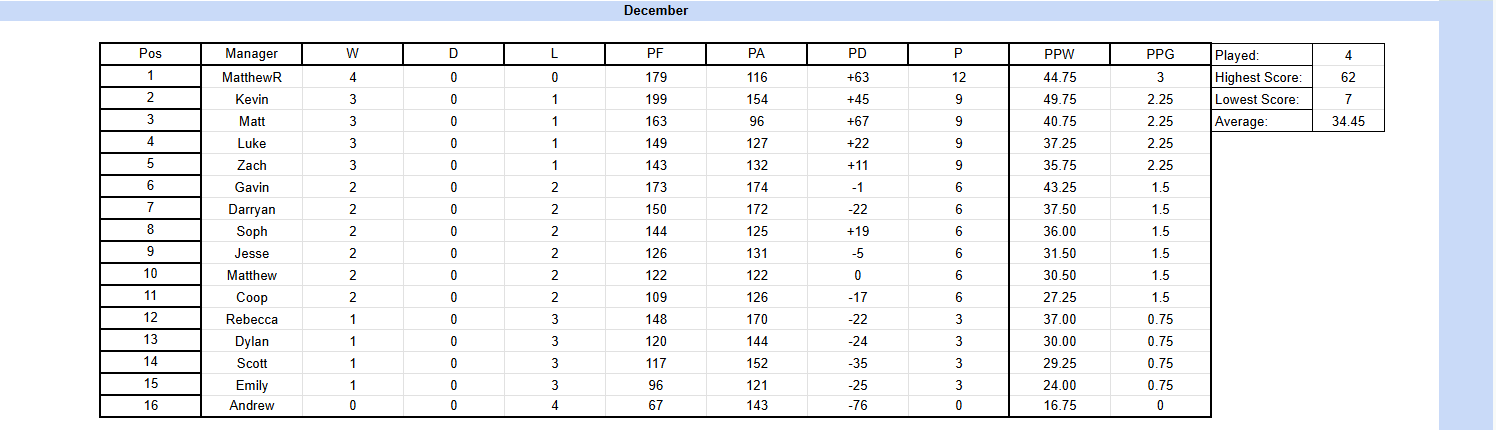 December
Pos Manager W D L PF PA PD P PPW PPG Played: 4
1 MatthewR 4 0 0 179 116 +63 12 44.75 3 Highest Score: 62
2 Kevin 3 0 1 199 154 +45 9 49.75 2.25 Lowest Score: 7
3 Matt 3 0 1 163 96 +67 9 40.75 2.25 Average: 34.45
4 Luke 3 0 1 149 127 +22 9 37.25 2.25
5 Zach 3 0 1 143 132 +11 9 35.75 2.25
6 Gavin 2 0 2 173 174 -1 6 43.25 1.5
7 Darryan 2 0 2 150 172 -22 6 37.50 1.5
8 Soph 2 0 2 144 125 +19 6 36.00 1.5
9 Jesse 2 0 2 126 131 -5 6 31.50 1.5
10 Matthew 2 0 2 122 122 0 6 30.50 1.5
11 Coop 2 0 2 109 126 -17 6 27.25 1.5
12 Rebecca 1 0 3 148 170 -22 3 37.00 0.75
13 Dylan 1 0 3 120 144 -24 3 30.00 0.75
14 Scott 1 0 3 117 152 -35 3 29.25 0.75
15 Emily 1 0 3 96 121 -25 3 24.00 0.75
16 Andrew 0 0 4 67 143 -76 0 16.75 0